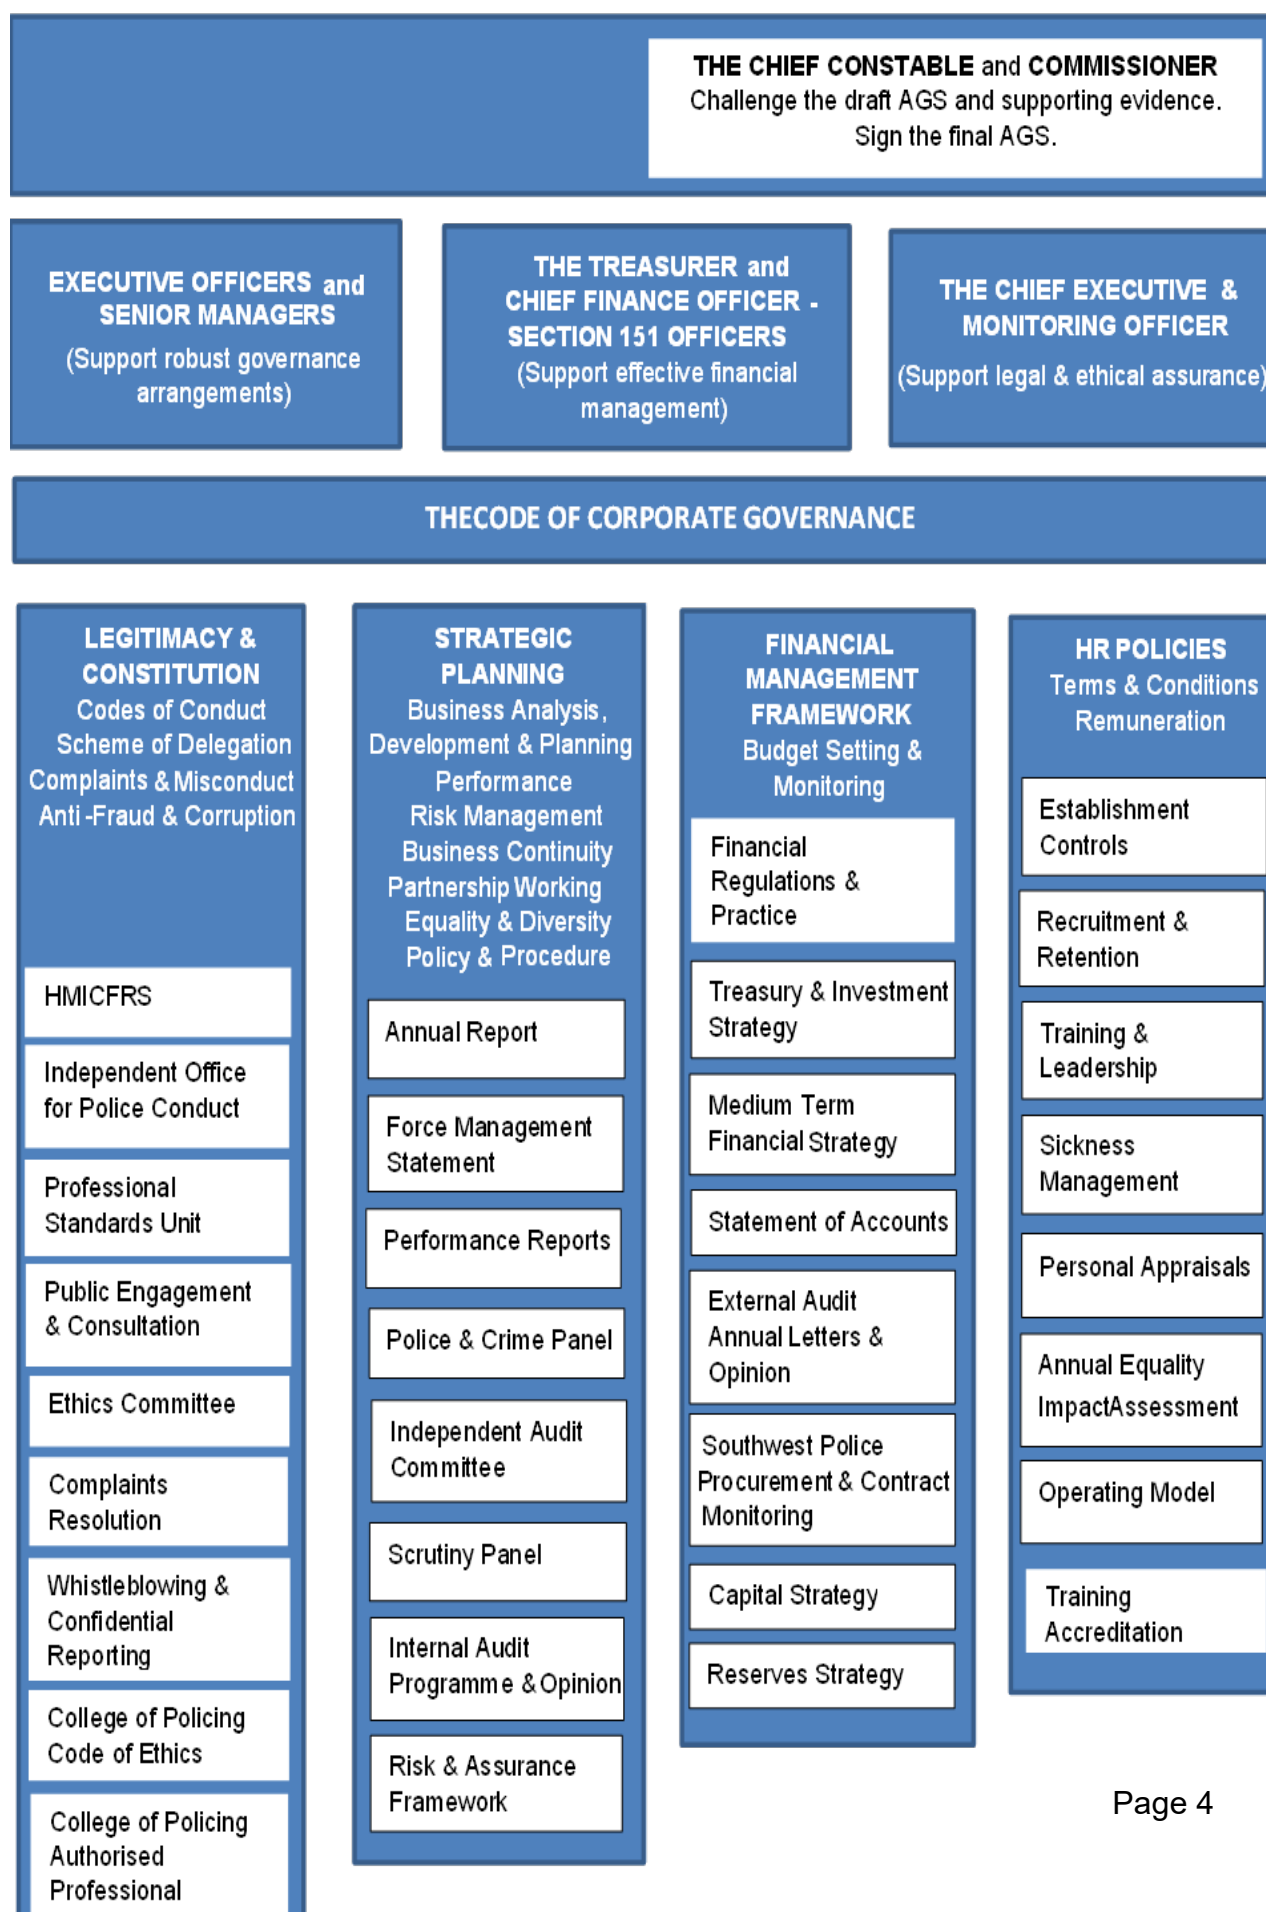 THE CHIEF CONSTABLE and COMMISSIONER
Challenge the draft AGS and supporting evidence.
Sign the final AGS.
EXECUTIVE OFFICERS and
SENIOR MANAGERS
(Support robust governance
arrangements)
THE TREASURER and
CHIEF FINANCE OFFICER -
SECTION 151 OFFICERS
(Support effective financial
management)
THE CHIEF EXECUTIVE &
MONITORING OFFICER
(Support legal & ethical assurance)
THECODE OF CORPORATE GOVERNANCE
LEGITIMACY &
CONSTITUTION
Codes of Conduct
Scheme of Delegation
Complaints & Misconduct
Anti -Fraud & Corruption
HMICFRS
Independent Office
for Police Conduct
Professional
Standards Unit
Public Engagement
& Consultation
Ethics Committee
Complaints
Resolution
Whistleblowing &
Confidential
Reporting
College of Policing
Code of Ethics
College of Policing
Authorised
Professional
STRATEGIC
PLANNING
Business Analysis,
Development & Planning
Performance
Risk Management
Business Continuity
Partnership Working
Equality & Diversity
Policy & Procedure
Annual Report
Force Management
Statement
Performance Reports
Police & Crime Panel
Independent Audit
Committee
Scrutiny Panel
Internal Audit
Programme & Opinion
Risk & Assurance
Framework
FINANCIAL
MANAGEMENT
FRAMEWORK
Budget Setting &
Monitoring
Financial
Regulations &
Practice
Treasury & Investment
Strategy
Medium Term
Financial Strategy
Statement of Accounts
External Audit
Annual Letters &
Opinion
Southwest Police
Procurement & Contract
Monitoring
Capital Strategy
Reserves Strategy
HR POLICIES
Terms & Conditions
Remuneration
Establishment
Controls
Recruitment &
Retention
Training &
Leadership
Sickness
Management
Personal Appraisals
Annual Equality
ImpactAssessment
Operating Model
Training
Accreditation
Page 4